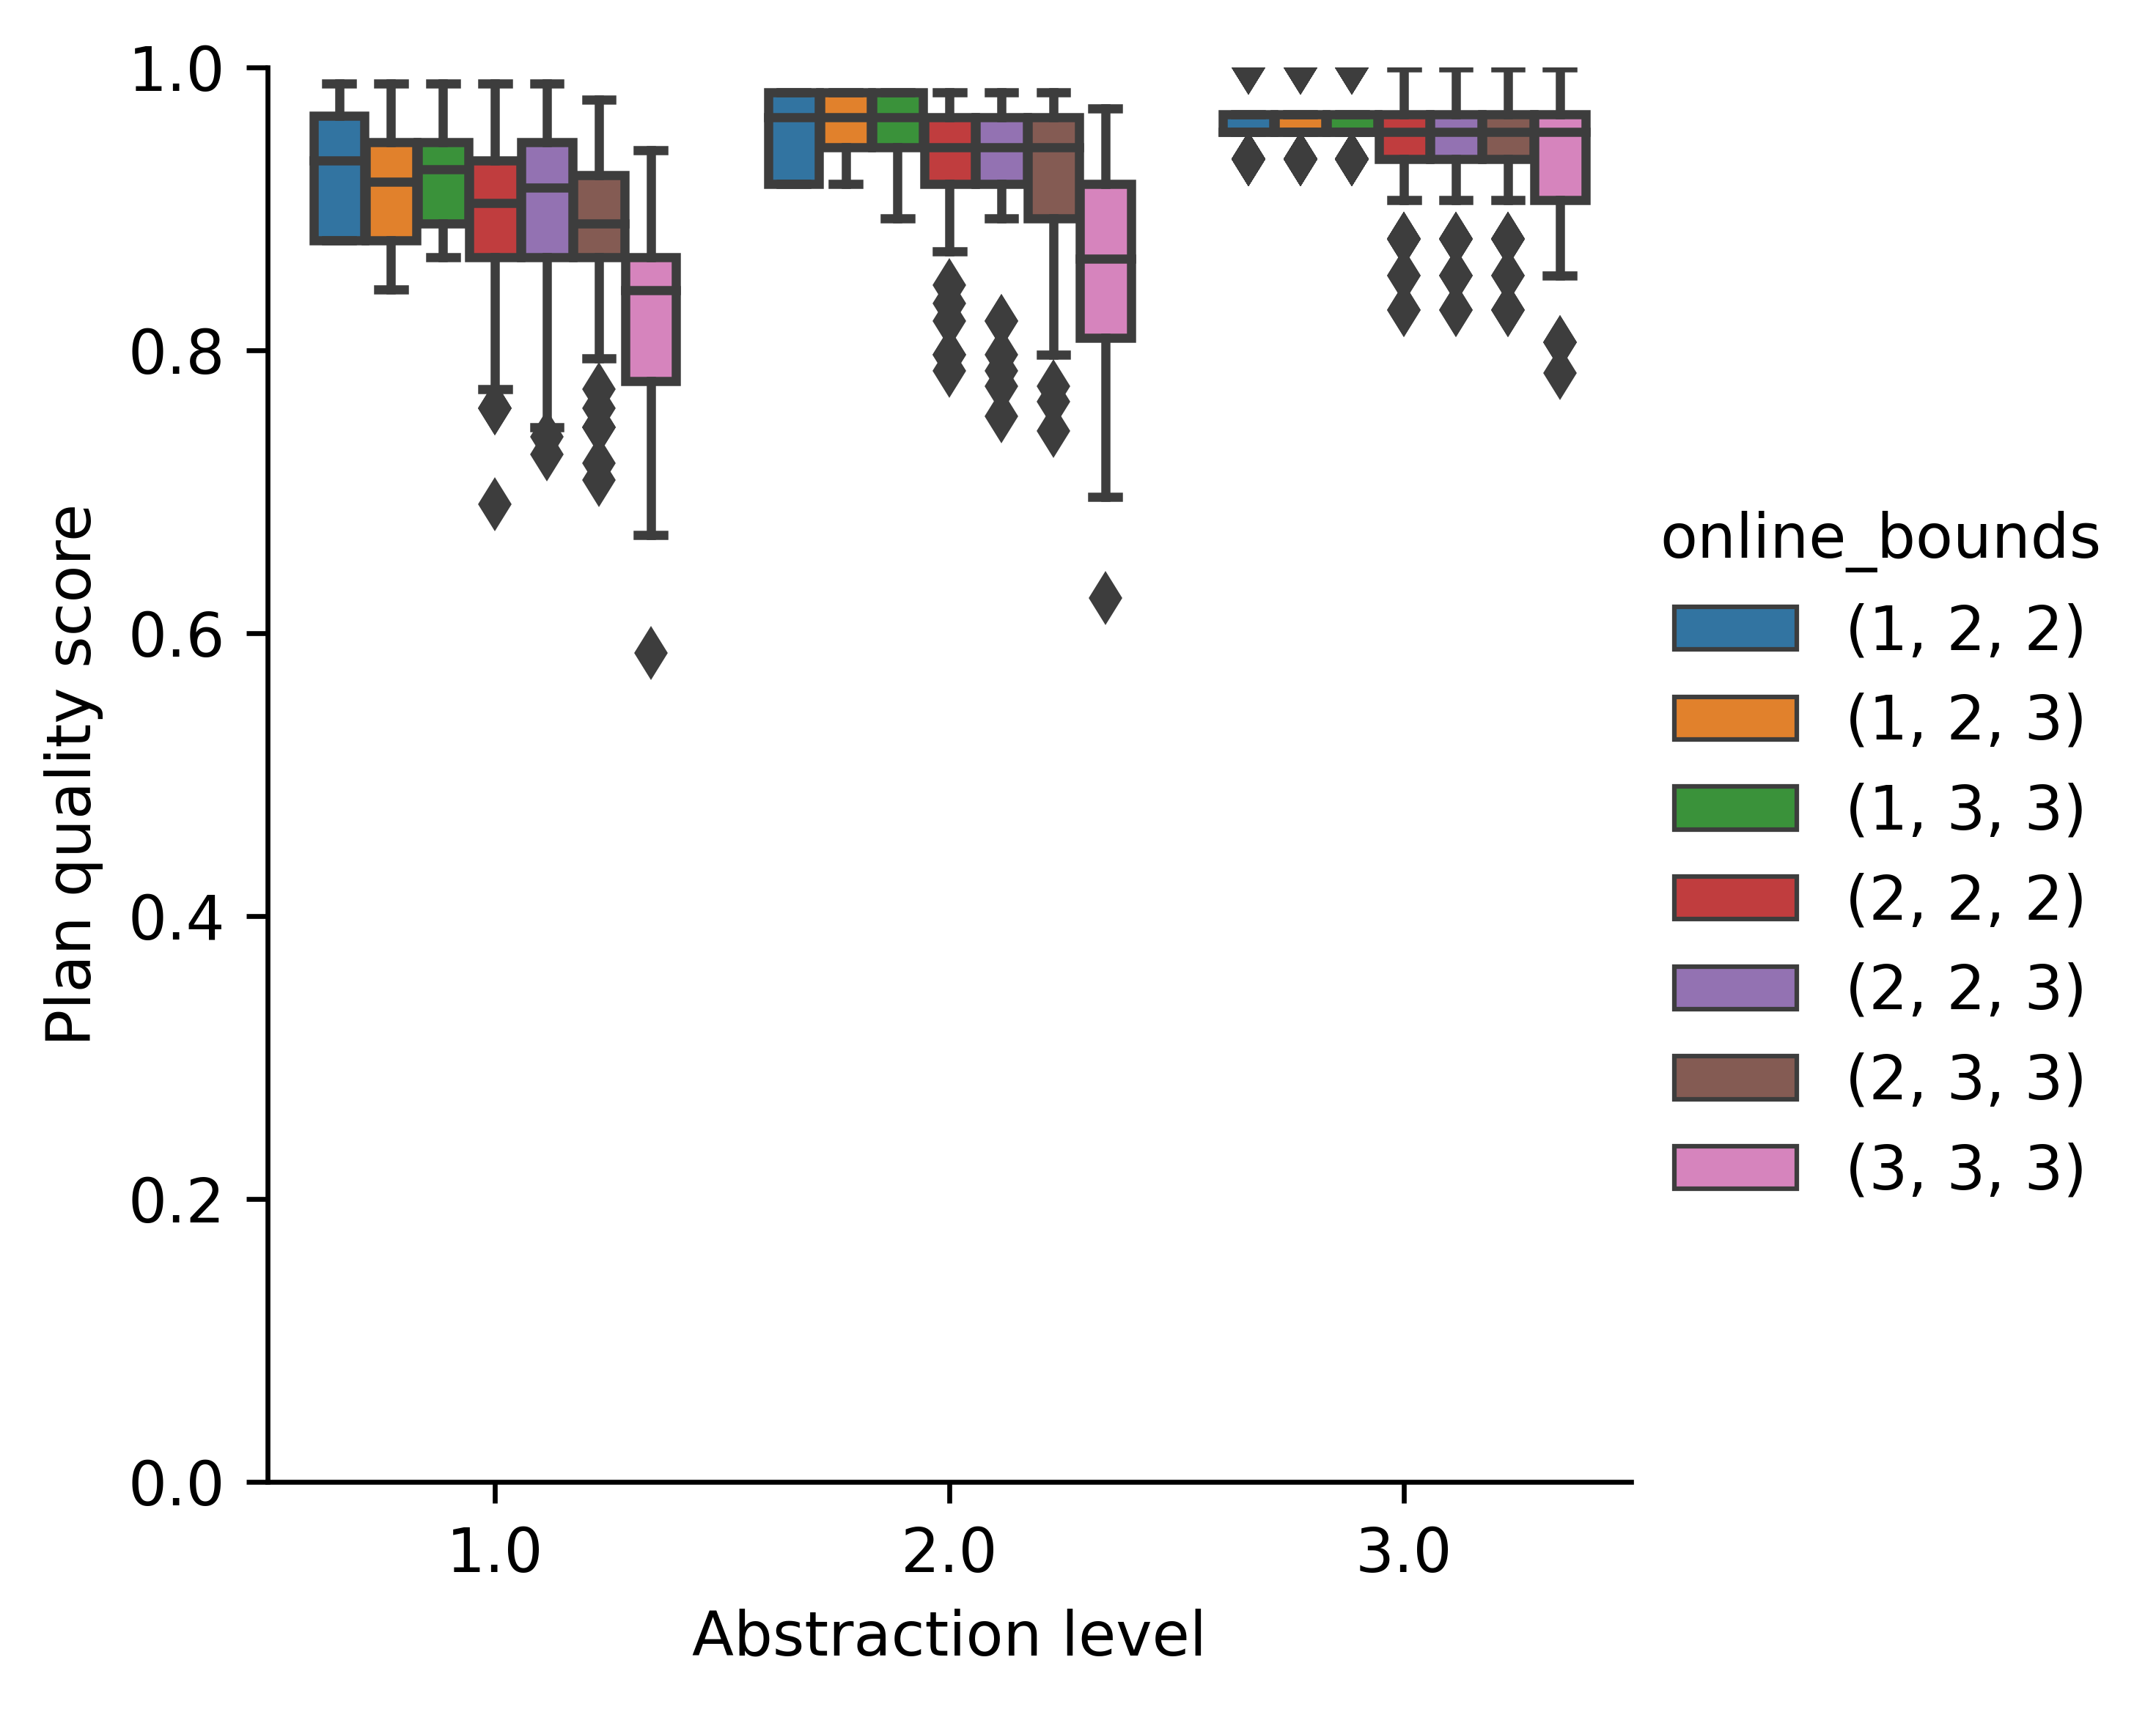 1.0
0.8
0.6
0.4
0.2
0.0
Plan quality score
1.0
2.0
3.0
Abstraction level
online_bounds
(1, 2, 2)
(1, 2, 3)
(1, 3, 3)
(2, 2, 2)
(2, 2, 3)
(2, 3, 3)
(3, 3, 3)